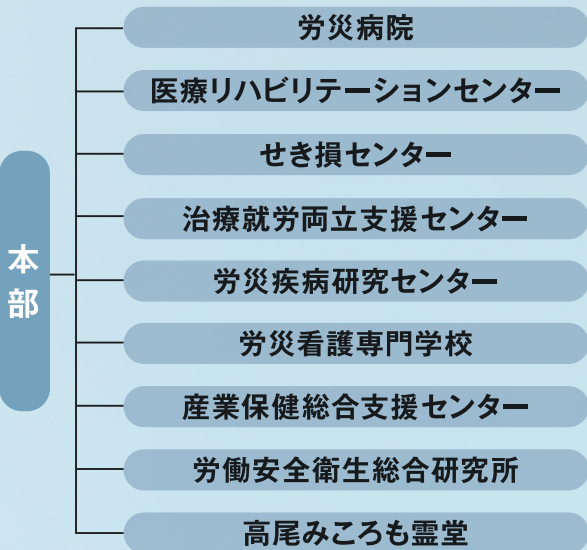 本部
労災病院
医療リハビリテーションセンター
せき損センター
治療就労両立支援センター
労災疾病研究センター
労災看護専門学校
産業保健総合支援センター
労働安全衛生総合研究所
高尾みころも霊堂